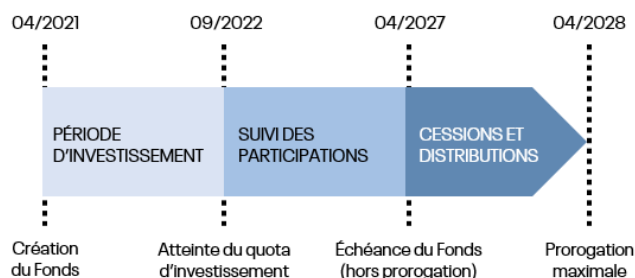 04/2021 09/2022 04/2027 04/2028
PÉRIODE
D'INVESTISSEMENT
SUIVI DES
PARTICIPATIONS
CESSIONS ET
DISTRIBUTIONS
Création
du Fonds
Atteinte du quota
d'investissement
Échéance du Fonds
(hors prorogation)
Prorogation
maximale